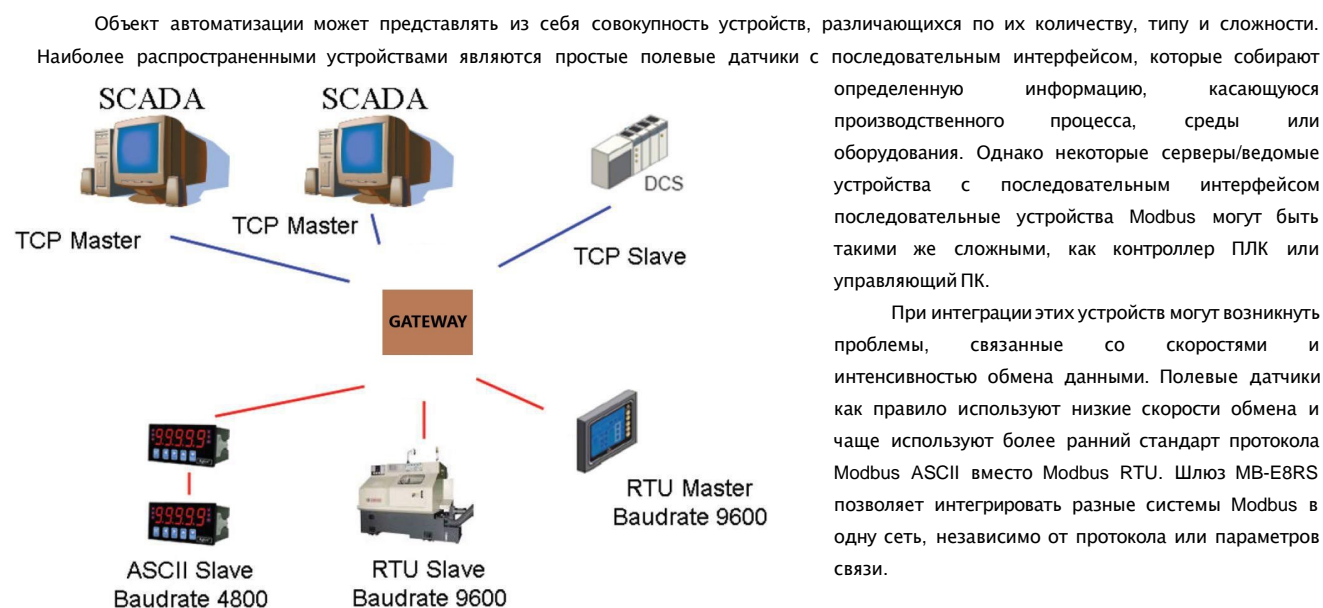 Объект автоматизации может представлять из себя совокупность устройств, различающихся по их количеству, типу и сложности.
Наиболее распространенными устройствами являются простые полевые датчики с последовательным интерфейсом, которые собирают
определенную информацию, касающуюся
производственного процесса, среды или
оборудования. Однако некоторые серверы/ведомые
устройства с последовательным интерфейсом
последовательные устройства Modbus могут быть
такими же сложными, как контроллер ПЛК или
управляющий ПК.
При интеграции этих устройств могут возникнуть
проблемы, связанные со скоростями и
интенсивностью обмена данными. Полевые датчики
как правило используют низкие скорости обмена и
чаще используют более ранний стандарт протокола
Modbus ASCII вместо Modbus RTU. Шлюз MB-E8RS
позволяет интегрировать разные системы Modbus в
одну сеть, независимо от протокола или параметров
связи.
SCADA
SCADA
DCS
TCP Master
TCP Master
TCP Slave
GATEWAY
99999
99999
ASCII Slave
Baudrate 4800
RTU Slave
Baudrate 9600
RTU Master
Baudrate 9600